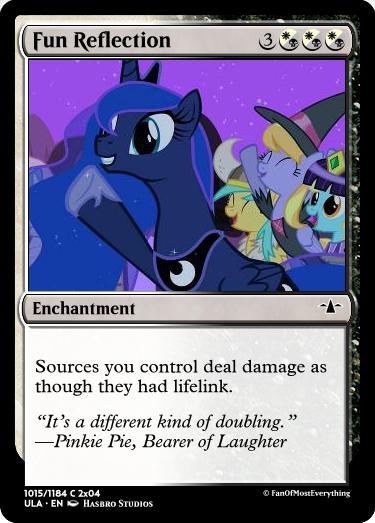 Fun Reflection 3
Enchantment
Sources you control deal damage as
though they had lifelink.
“It’s a different kind of doubling.”
—Pinkie Pie, Bearer of Laughter
1015/1184 C 2x04
ULA • EN Hasbro Studios
© FanOfMostEverything